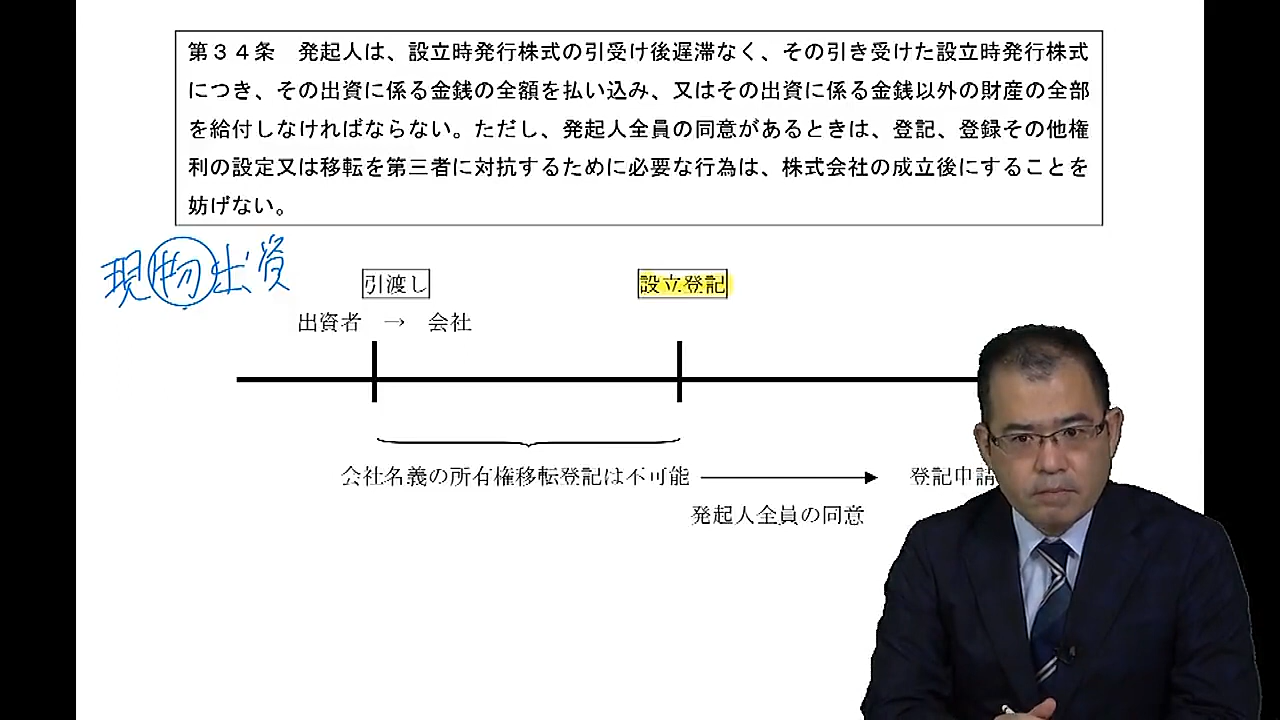 第３４条　発起人は、設立時発行株式の引受け後遅滞なく、その引き受けた設立時発行株式
につき、その出資に係る金銭の全額を払い込み、又はその出資に係る金銭以外の財産の全部
を給付しなければならない。ただし、発起人全員の同意があるときは、登記、登録その他権
利の設定又は移転を第三者に対抗するために必要な行為は、株式会社の成立後にすることを
妨げない。
現物出資
引渡し
設立登記
出資者　→　会社
会社名義の所有権移転登記は不可能
登記申請
発起人全員の同意